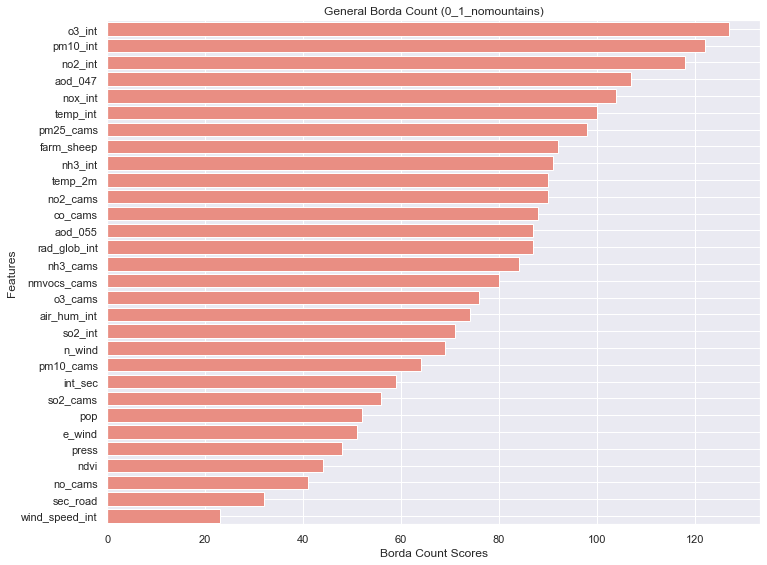 General Borda Count (0_1_nomountains)
Features
o3_int
pm10_int
no2_int
aod_047
nox_int
temp_int
pm25_cams
farm_sheep
nh3_int
temp_2m
no2_cams
co_cams
aod_055
rad_glob_int
nh3_cams
nmvocs_cams
o3_cams
air_hum_int
so2_int
n_wind
pm10_cams
int_sec
so2_cams
pop
e_wind
press
ndvi
no_cams
sec_road
wind_speed_int
0 20 40 60 80 100 120
Borda Count Scores